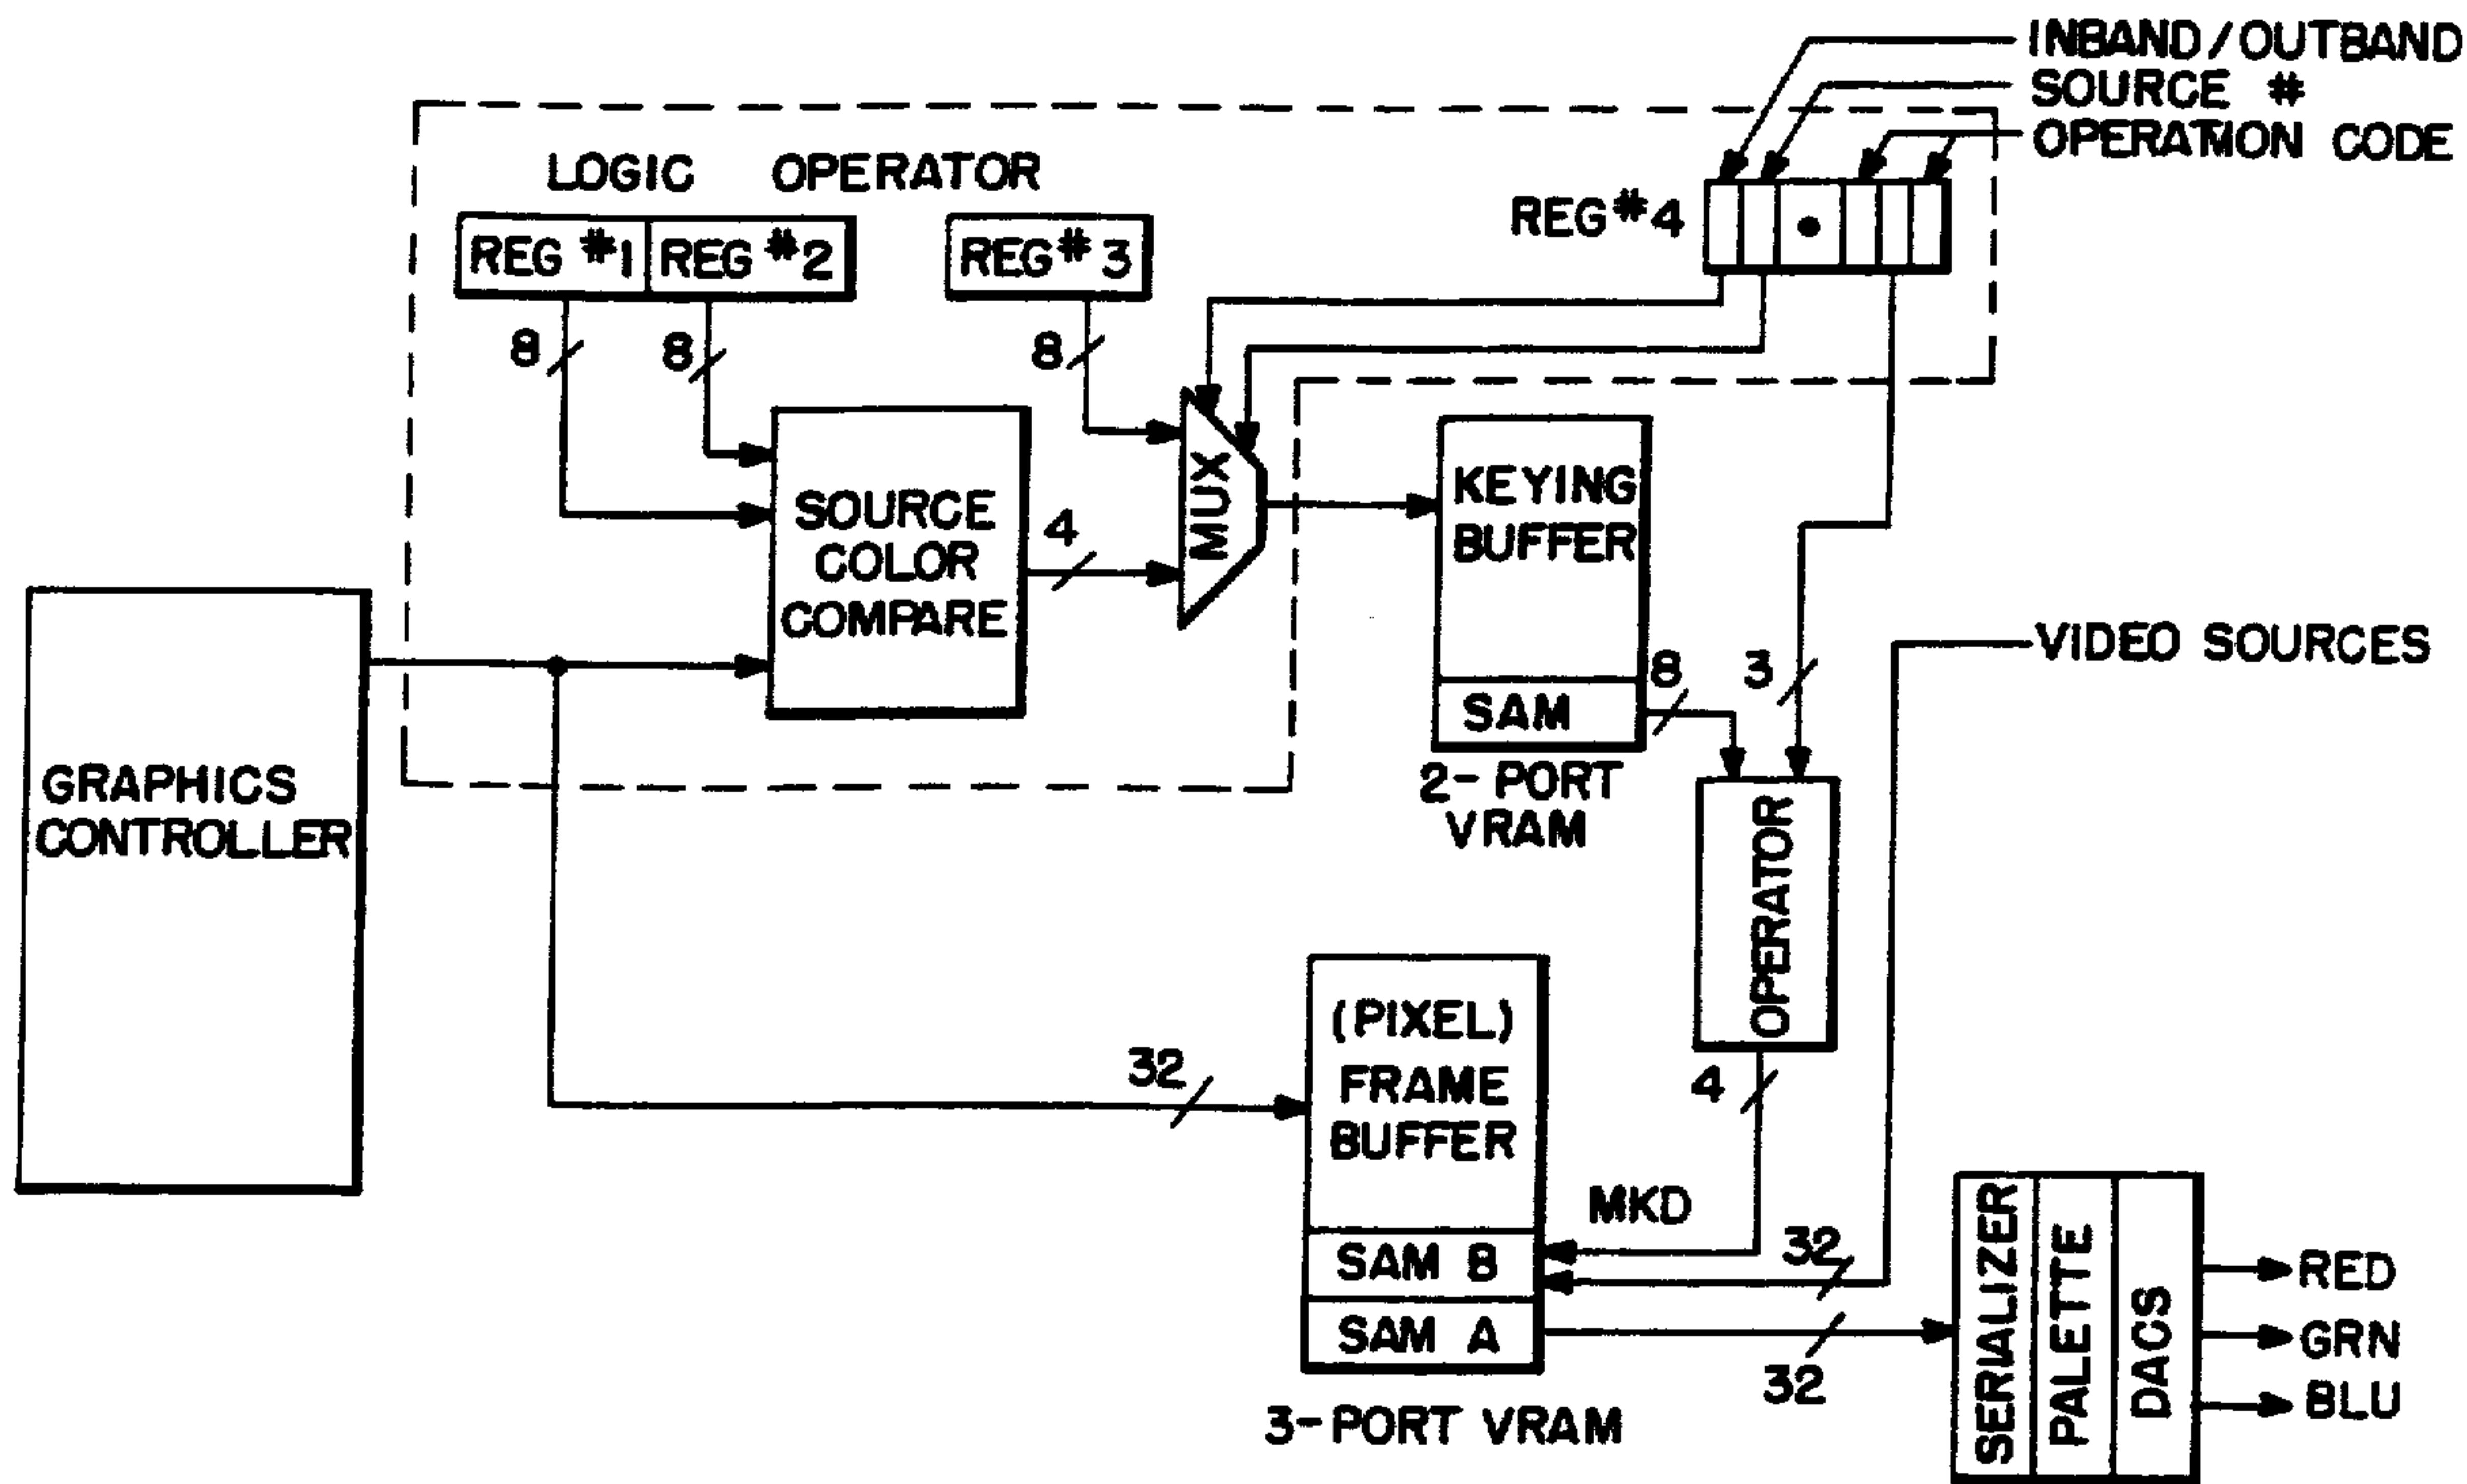 INBAND/OUTBAND
SOURCE #
OPERATION CODE
LOGIC OPERATOR
REG #1
REG #2
REG #3
REG #4
8
8
8
SOURCE
COLOR
COMPARE
4
MUX
KEYING
BUFFER
SAM
2-PORT
VRAM
8
3
VIDEO SOURCES
GRAPHICS
CONTROLLER
OPERATOR
4
32
(PIXEL)
FRAME
BUFFER
SAM B
SAM A
3-PORT VRAM
MKD
32
32
SERIALIZER
PALETTE
DACS
RED
GRN
BLU